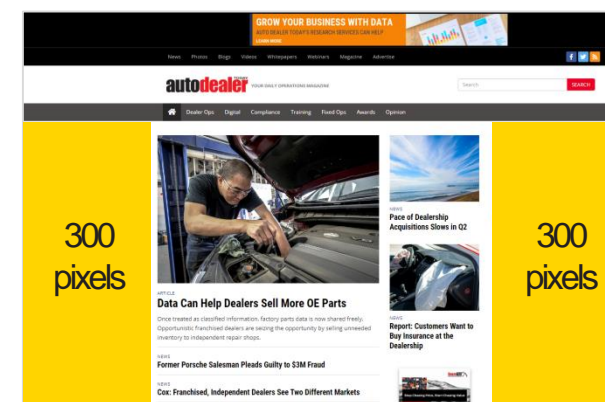 GROW YOUR BUSINESS WITH DATA
AUTO DEALER TODAY'S RESEARCH SERVICES CAN HELP
LEARN MORE
News Photos Blogs Videos Whitepapers Webinars Magazine Advertise
autodealer YOUR DAILY OPERATIONS MAGAZINE
Search
SEARCH
Dealer Ops Digital Compliance Training Fixed Ops Awards Opinion
300
pixels
ARTICLE
Data Can Help Dealers Sell More OE Parts
Once treated as classified information, factory parts data is now shared freely.
Opportunistic franchised dealers are seizing the opportunity by selling unneeded
inventory to independent repair shops.
NEWS
Former Porsche Salesman Pleads Guilty to $3M Fraud
NEWS
Cox: Franchised, Independent Dealers See Two Different Markets
NEWS
Pace of Dealership
Acquisitions Slows in Q2
NEWS
Report: Customers Want to
Buy Insurance at the
Dealership
300
pixels